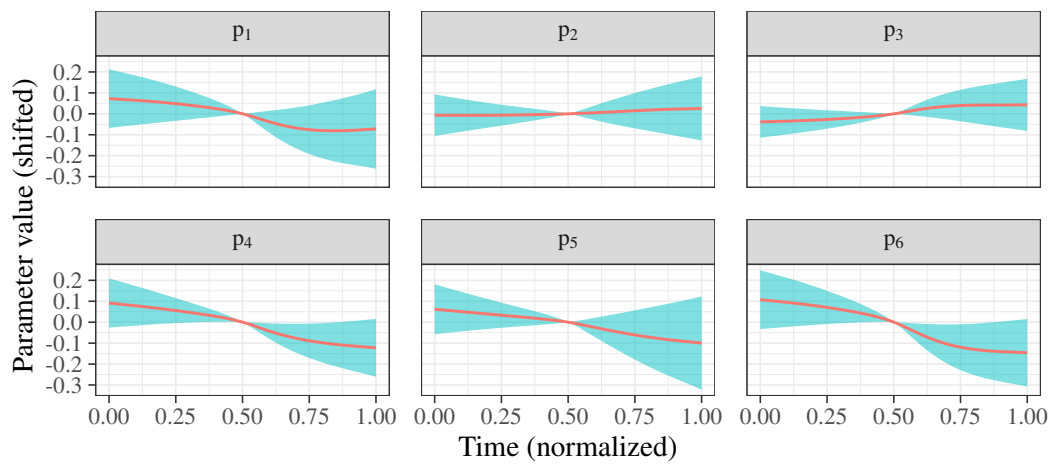 p₁ p₂ p₃
0.2
0.1
0.0
-0.1
-0.2
-0.3
Parameter value (shifted)
p₄ p₅ p₆
0.2
0.1
0.0
-0.1
-0.2
-0.3
0.00 0.25 0.50 0.75 1.00 0.00 0.25 0.50 0.75 1.00 0.00 0.25 0.50 0.75 1.00
Time (normalized)